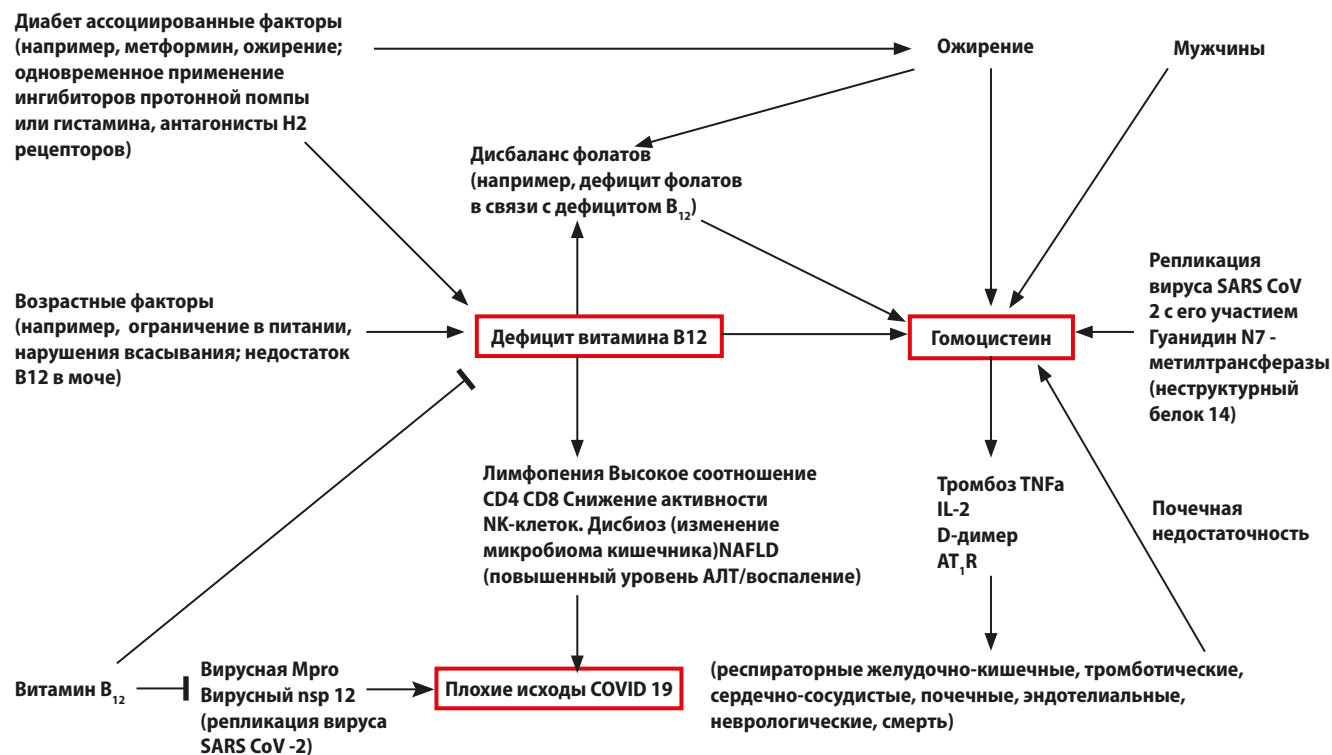 Диабет ассоциированные факторы
(например, метформин, ожирение;
одновременное применение
ингибиторов протонной помпы
или гистамина, антагонисты H2
рецепторов)
Ожирение
Мужчины
Дисбаланс фолатов
(например, дефицит фолатов
в связи с дефицитом B₁₂)
Возрастные факторы
(например, ограничение в питании,
нарушения всасывания; недостаток
B12 в моче)
Дефицит витамина B12
Гомоцистеин
Репликация
вируса SARS CoV
2 с его участием
Гуанидин N7 -
метилтрансферазы
(неструктурный
белок 14)
Лимфопения Высокое соотношение
CD4 CD8 Снижение активности
NK-клеток. Дисбиоз (изменение
микробиома кишечника)NAFLD
(повышенный уровень АЛТ/воспаление)
Тромбоз TNFa
IL-2
D-димер
AT₁R
Почечная
недостаточность
Витамин B₁₂
Вирусная Mpro
Вирусный nsp 12
(репликация вируса
SARS CoV -2)
Плохие исходы COVID 19
(респираторные желудочно-кишечные, тромботические,
сердечно-сосудистые, почечные, эндотелиальные,
неврологические, смерть)